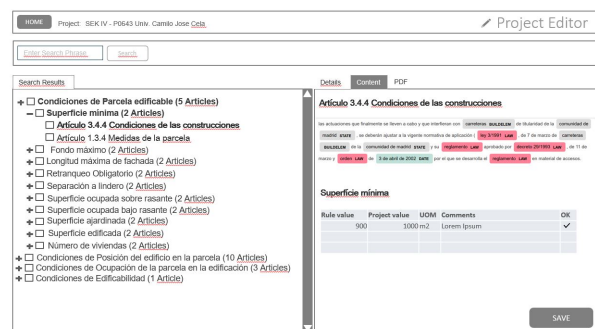 HOME Project: SEK IV - P0643 Univ. Camilo Jose Cela
Project Editor
Enter Search Phrase
Search
Search Results
Condiciones de Parcela edificable (5 Articles)
Superficie minima (2 Articles)
Artículo 3.4.4 Condiciones de las construcciones
Artículo 1.3.4 Medidas de la parcela
Fondo máximo (2 Articles)
Longitud máxima de fachada (2 Articles)
Retranqueo Obligatorio (2 Articles)
Separación a lindero (2 Articles)
Superficie ocupada sobre rasante (2 Articles)
Superficie ocupada bajo rasante (2 Articles)
Superficie ajardinada (2 Articles)
Superficie edificada (2 Articles)
Número de viviendas (2 Articles)
Condiciones de Posición del edificio en la parcela (10 Articles)
Condiciones de Ocupación de la parcela en la edificación (3 Articles)
Condiciones de Edificabilidad (1 Article)
Details Content PDF
Artículo 3.4.4 Condiciones de las construcciones
las actuaciones que finalmente se lleven a cabo y que interfieran con carreteras BUILDELEM de titularidad de la comunidad de
madrid STATE , se deberán ajustar a la vigente normativa de aplicación ( ley 3/1991 LAW , de 7 de marzo de carreteras
BUILDELEM de la comunidad de madrid STATE y su reglamento LAW aprobado por decreto 29/1993 LAW , de 11 de
marzo y orden LAW de 3 de abril de 2002 DATE por el que se desarrolla el reglamento LAW en material de accesos.
Superficie mínima
Rule value Project value UOM Comments OK
900 1000 m2 Lorem Ipsum ✓
SAVE